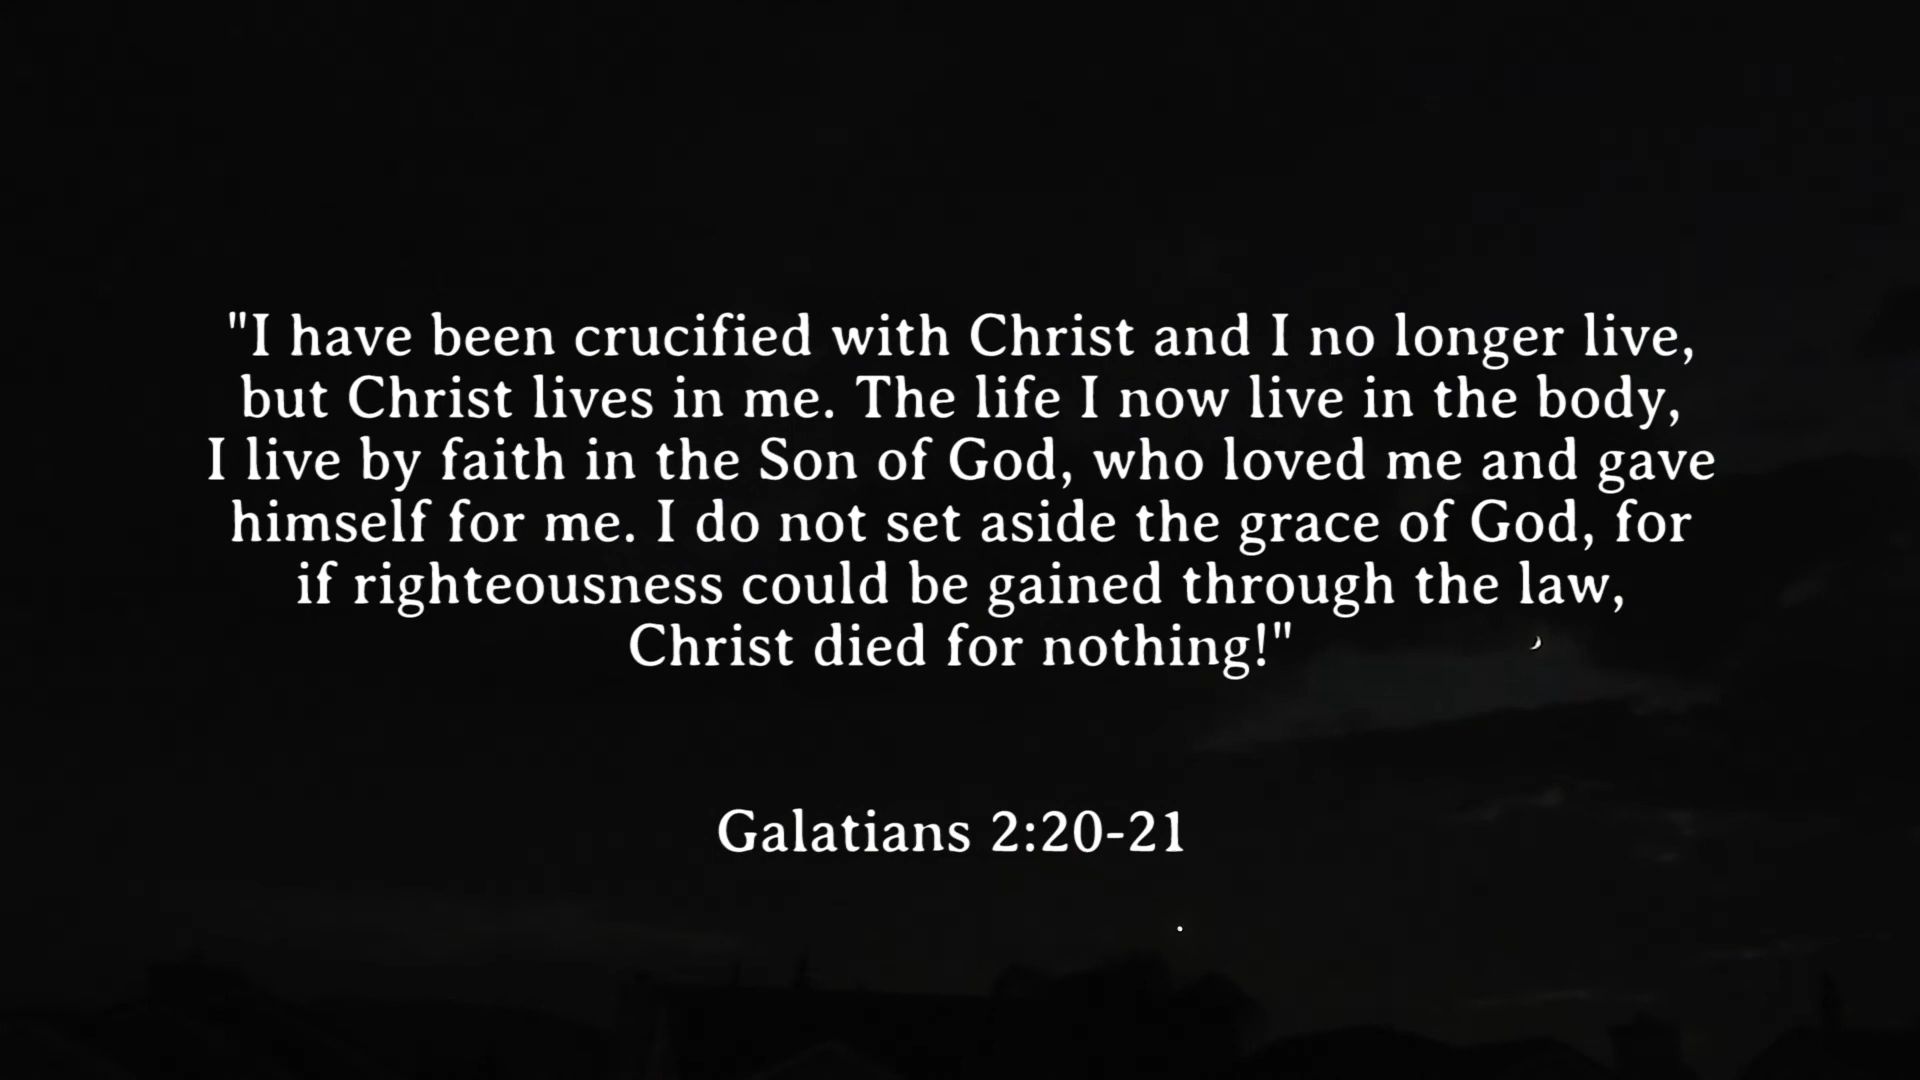 "I have been crucified with Christ and I no longer live,
but Christ lives in me. The life I now live in the body,
I live by faith in the Son of God, who loved me and gave
himself for me. I do not set aside the grace of God, for
if righteousness could be gained through the law,
Christ died for nothing!"
Galatians 2:20-21